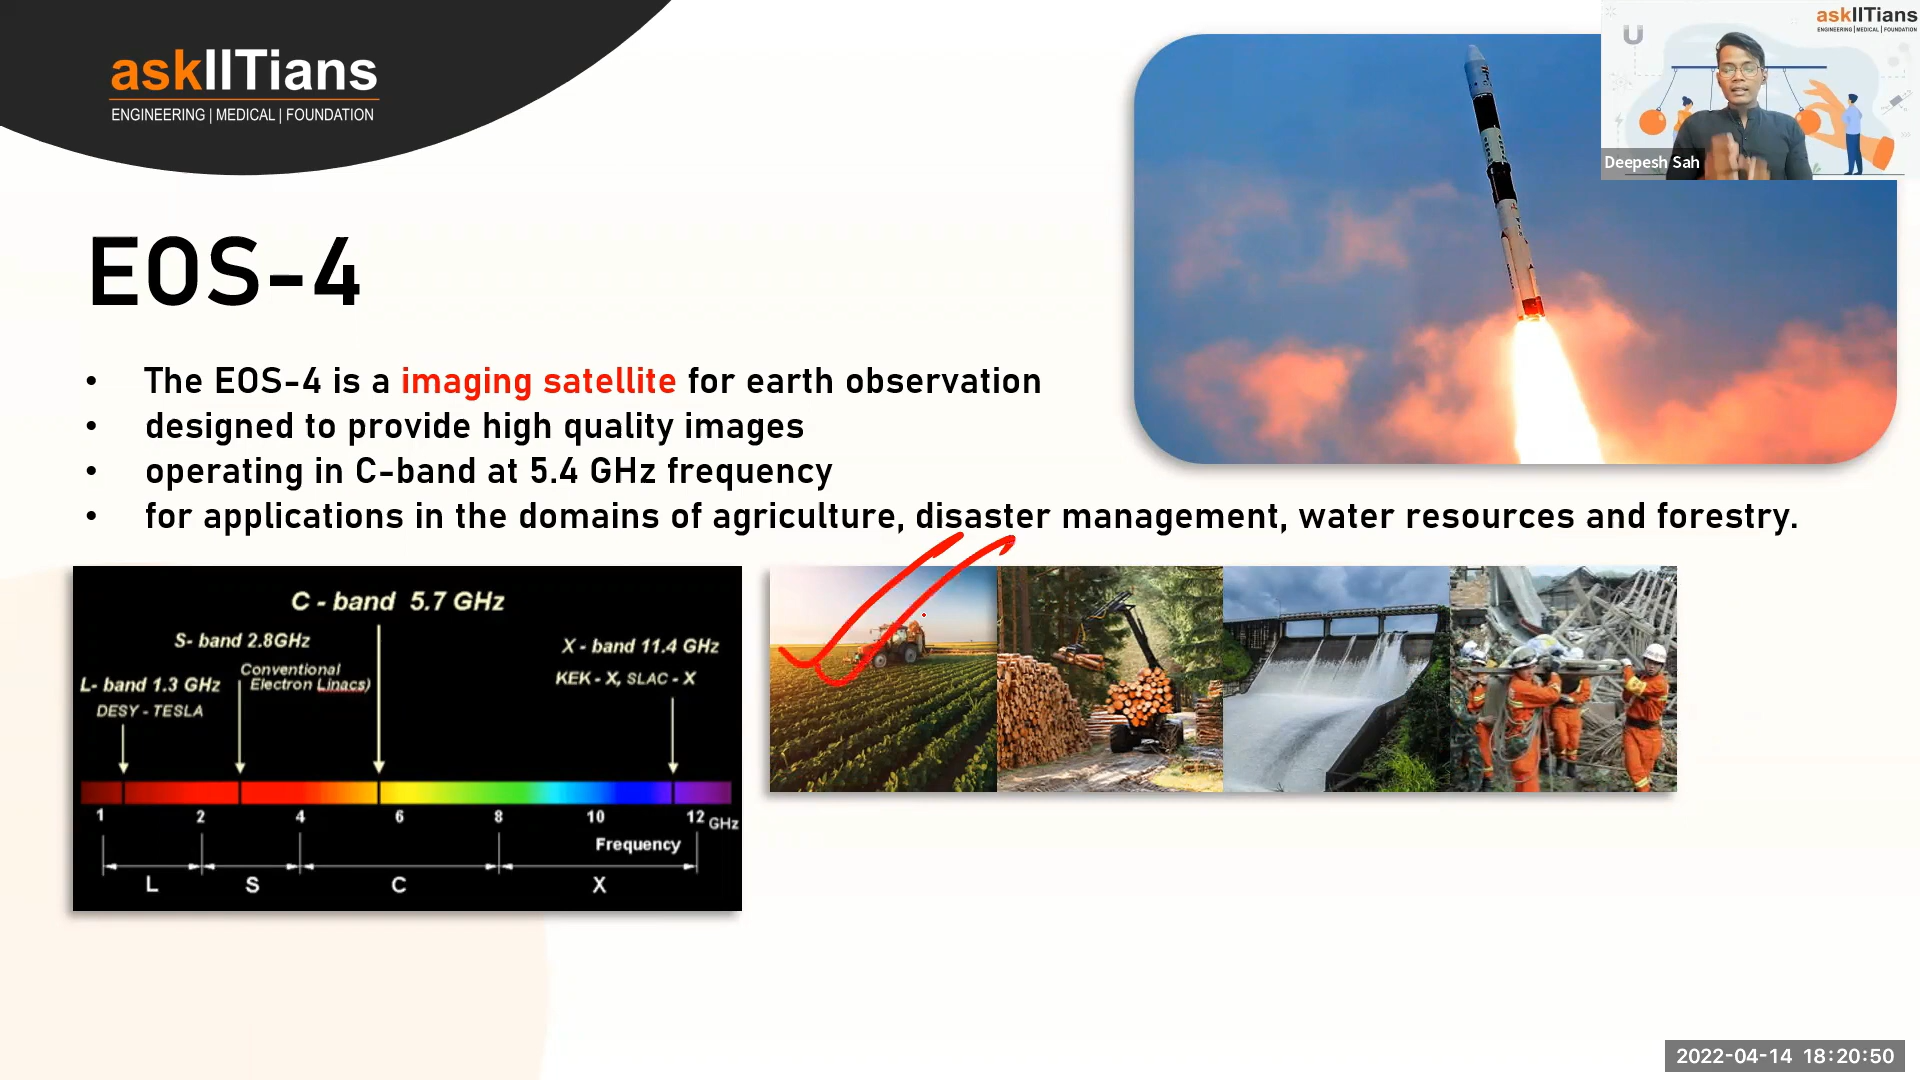 askIITians
ENGINEERING | MEDICAL | FOUNDATION
askIITians
ENGINEERING | MEDICAL | FOUNDATION
Deepesh Sah
EOS-4
• The EOS-4 is a imaging satellite for earth observation
• designed to provide high quality images
• operating in C-band at 5.4 GHz frequency
• for applications in the domains of agriculture, disaster management, water resources and forestry.
C - band 5.7 GHz
S- band 2.8GHz
X - band 11.4 GHz
Conventional
Electron Linacs)
KEK - X, SLAC - X
L- band 1.3 GHz
DESY - TESLA
1 2 4 6 8 10 12 GHz
Frequency
L S C X
2022-04-14 18:20:50